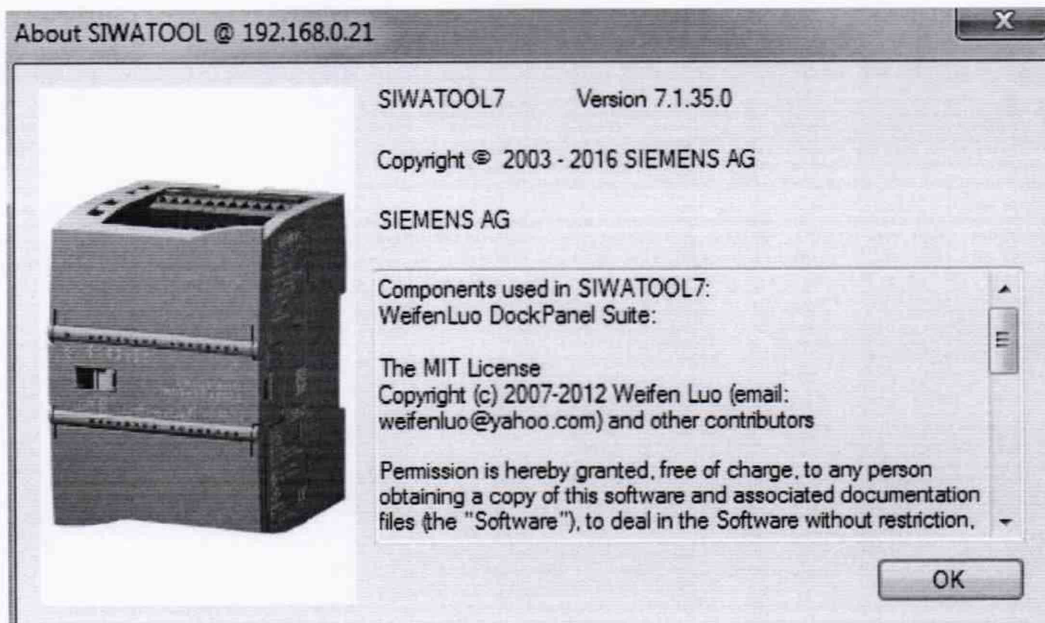 About SIWATOOL @ 192.168.0.21
X
SIWATOOL7 Version 7.1.35.0
Copyright © 2003 - 2016 SIEMENS AG
SIEMENS AG
Components used in SIWATOOL7:
WeifenLuo DockPanel Suite:
The MIT License
Copyright (c) 2007-2012 Weifen Luo (email:
weifenluo@yahoo.com) and other contributors
Permission is hereby granted, free of charge, to any person
obtaining a copy of this software and associated documentation
files (the "Software"), to deal in the Software without restriction,
OK